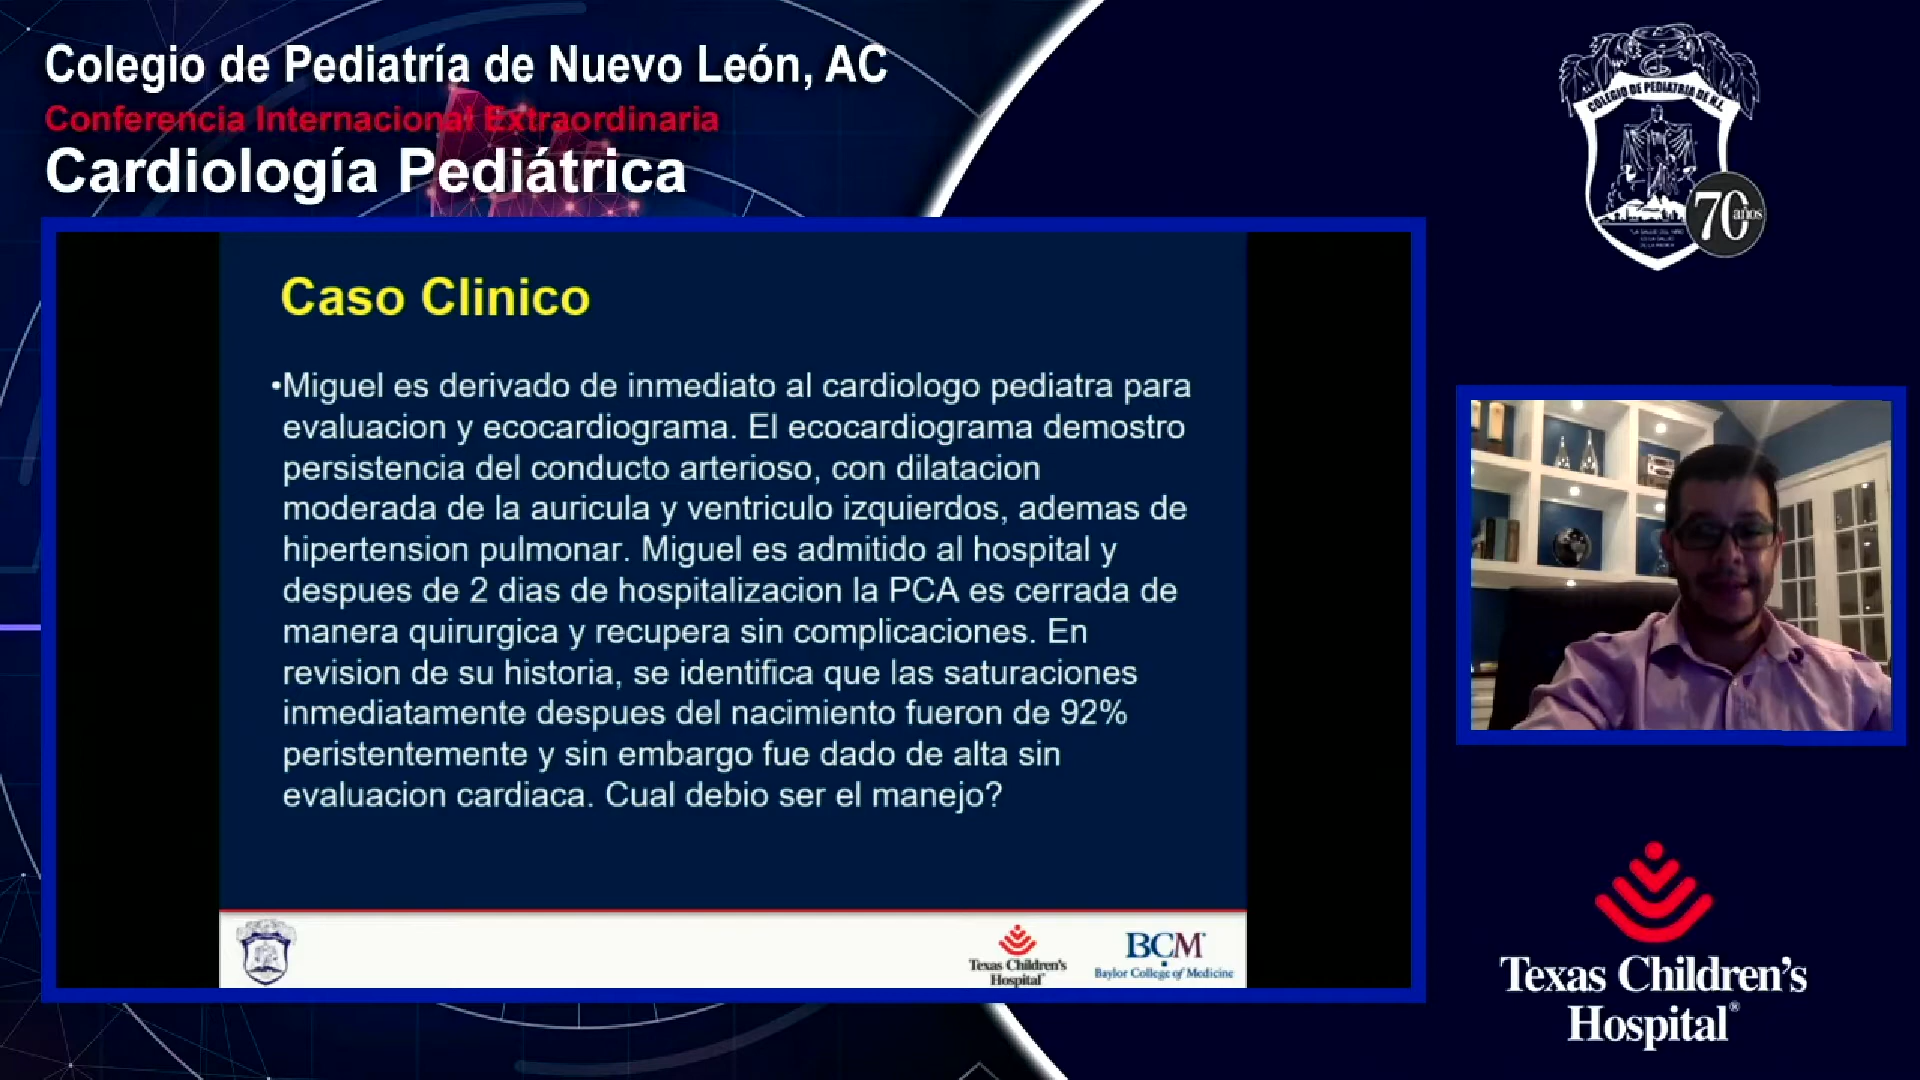 Colegio de Pediatría de Nuevo León, AC
Conferencia Internacional Extraordinaria
Cardiología Pediátrica
COLEGIO DE PEDIATRIA DE N.L.
70 años
Caso Clinico
•Miguel es derivado de inmediato al cardiologo pediatra para
evaluacion y ecocardiograma. El ecocardiograma demostro
persistencia del conducto arterioso, con dilatacion
moderada de la auricula y ventriculo izquierdos, ademas de
hipertension pulmonar. Miguel es admitido al hospital y
despues de 2 dias de hospitalizacion la PCA es cerrada de
manera quirurgica y recupera sin complicaciones. En
revision de su historia, se identifica que las saturaciones
inmediatamente despues del nacimiento fueron de 92%
peristentemente y sin embargo fue dado de alta sin
evaluacion cardiaca. Cual debio ser el manejo?
Texas Children's
Hospital
BCM
Baylor College of Medicine
Texas Children's
Hospital®